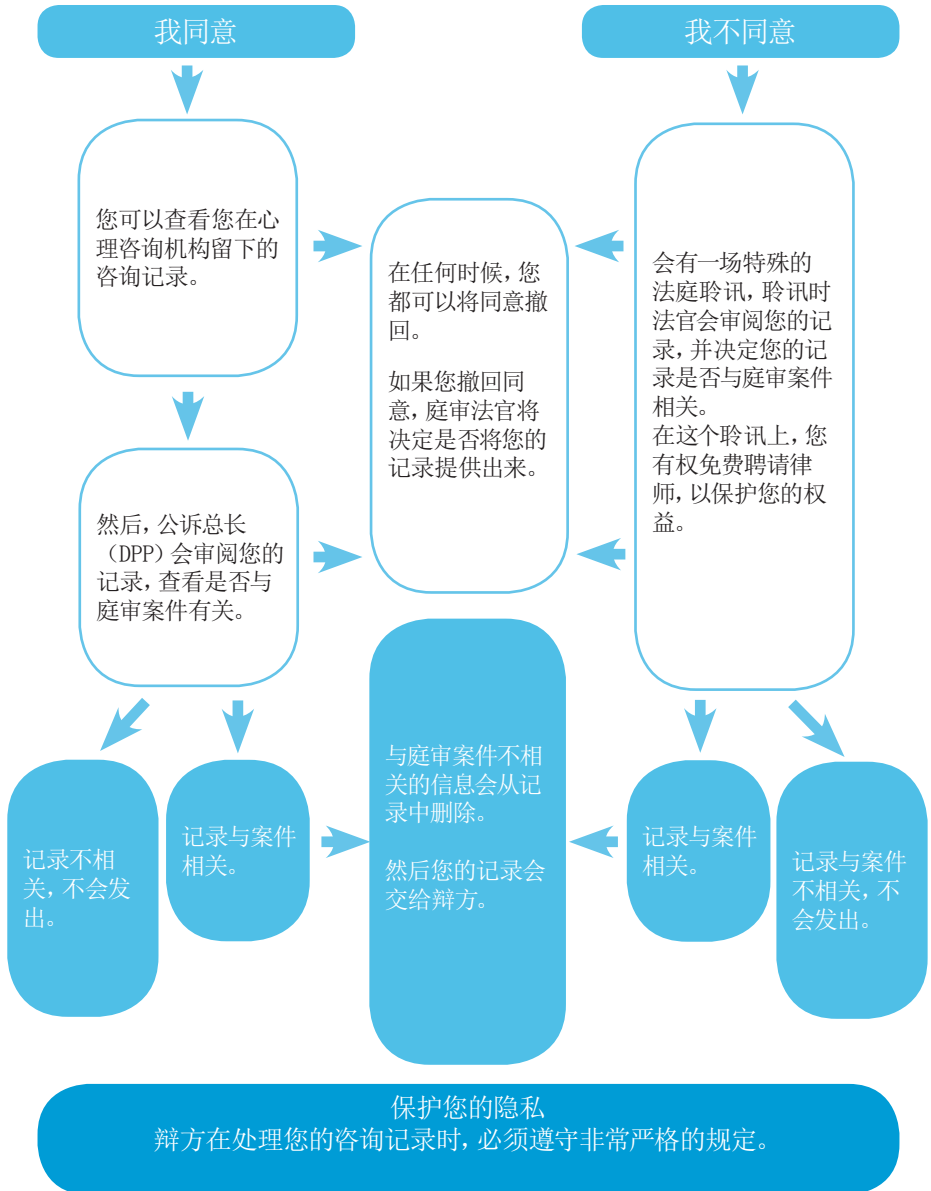 我同意
我不同意
您可以查看您在心
理咨询机构留下的
咨询记录。
在任何时候，您
都可以将同意撤
回。
如果您撤回同
意，庭审法官将
决定是否将您的
记录提供出来。
会有一场特殊的
法庭聆讯，聆讯时
法官会审阅您的记
录，并决定您的记
录是否与庭审案件
相关。
在这个聆讯上，您
有权免费聘请律
师，以保护您的权
益。
然后，公诉总长
（DPP）会审阅您的
记录，查看是否与
庭审案件有关。
记录不相
关，不会发
出。
记录与案件
相关。
与庭审案件不相
关的信息会从记
录中删除。
然后您的记录会
交给辩方。
记录与案件
相关。
记录与案件
不相关，不
会发出。
保护您的隐私
辩方在处理您的咨询记录时，必须遵守非常严格的规定。